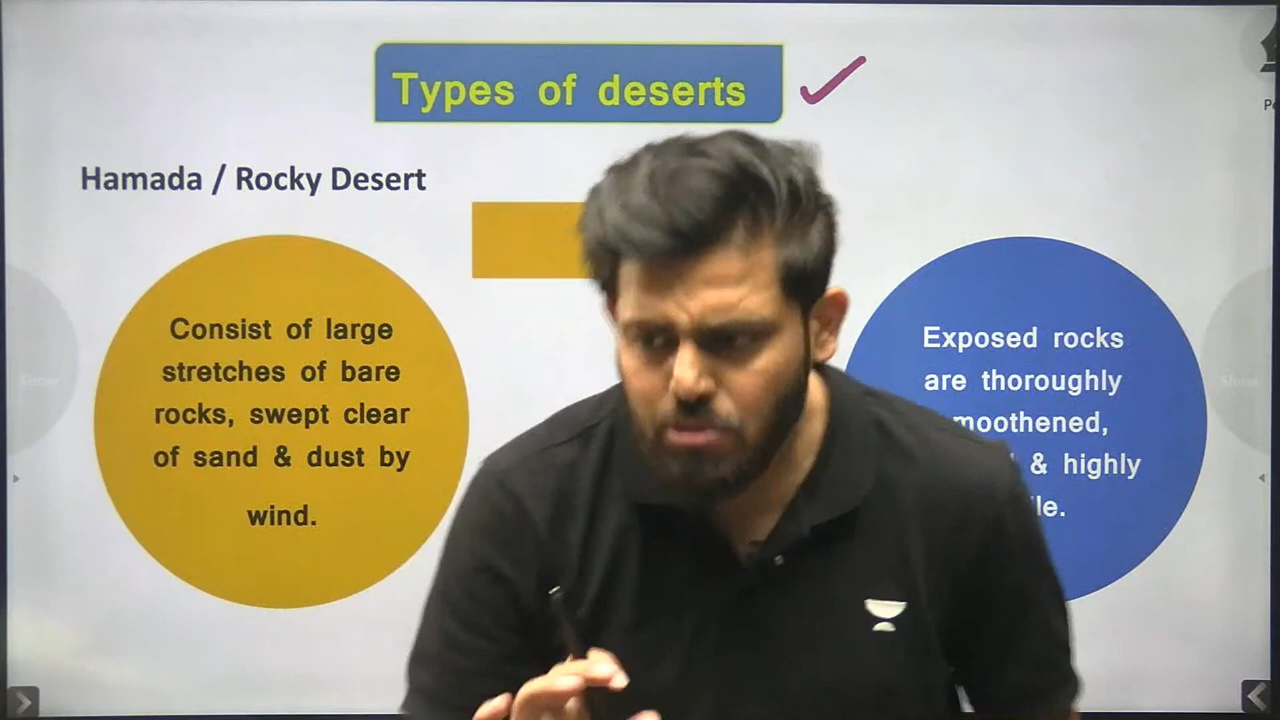 Types of deserts
Hamada / Rocky Desert
Consist of large
stretches of bare
rocks, swept clear
of sand & dust by
wind.
Exposed rocks
are thoroughly
moothened,
& highly